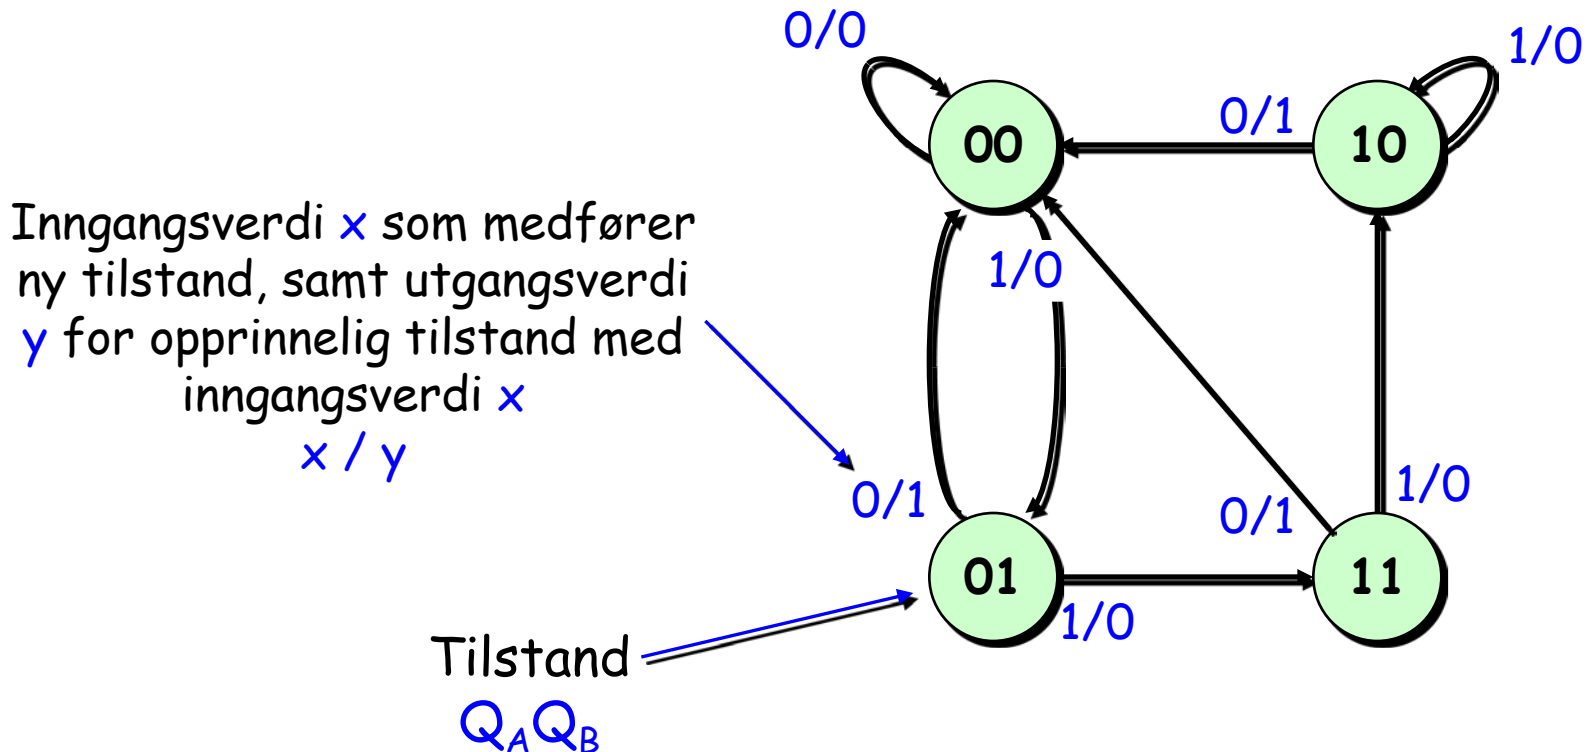 0/0
1/0
0/1
00
10
Inngangsverdi x som medfører
ny tilstand, samt utgangsverdi
y for opprinnelig tilstand med
inngangsverdi x
x / y
1/0
0/1
0/1
1/0
01
11
1/0
Tilstand
QAQB